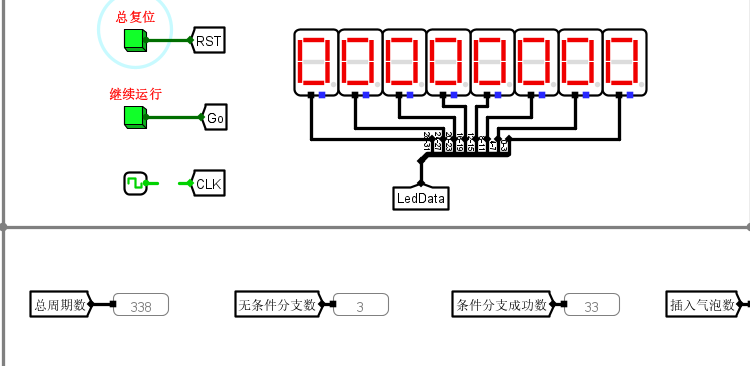 总复位
RST
继续运行
Go
CLK
00000000
LedData
总周期数 338
无条件分支数 3
条件分支成功数 33
插入气泡数